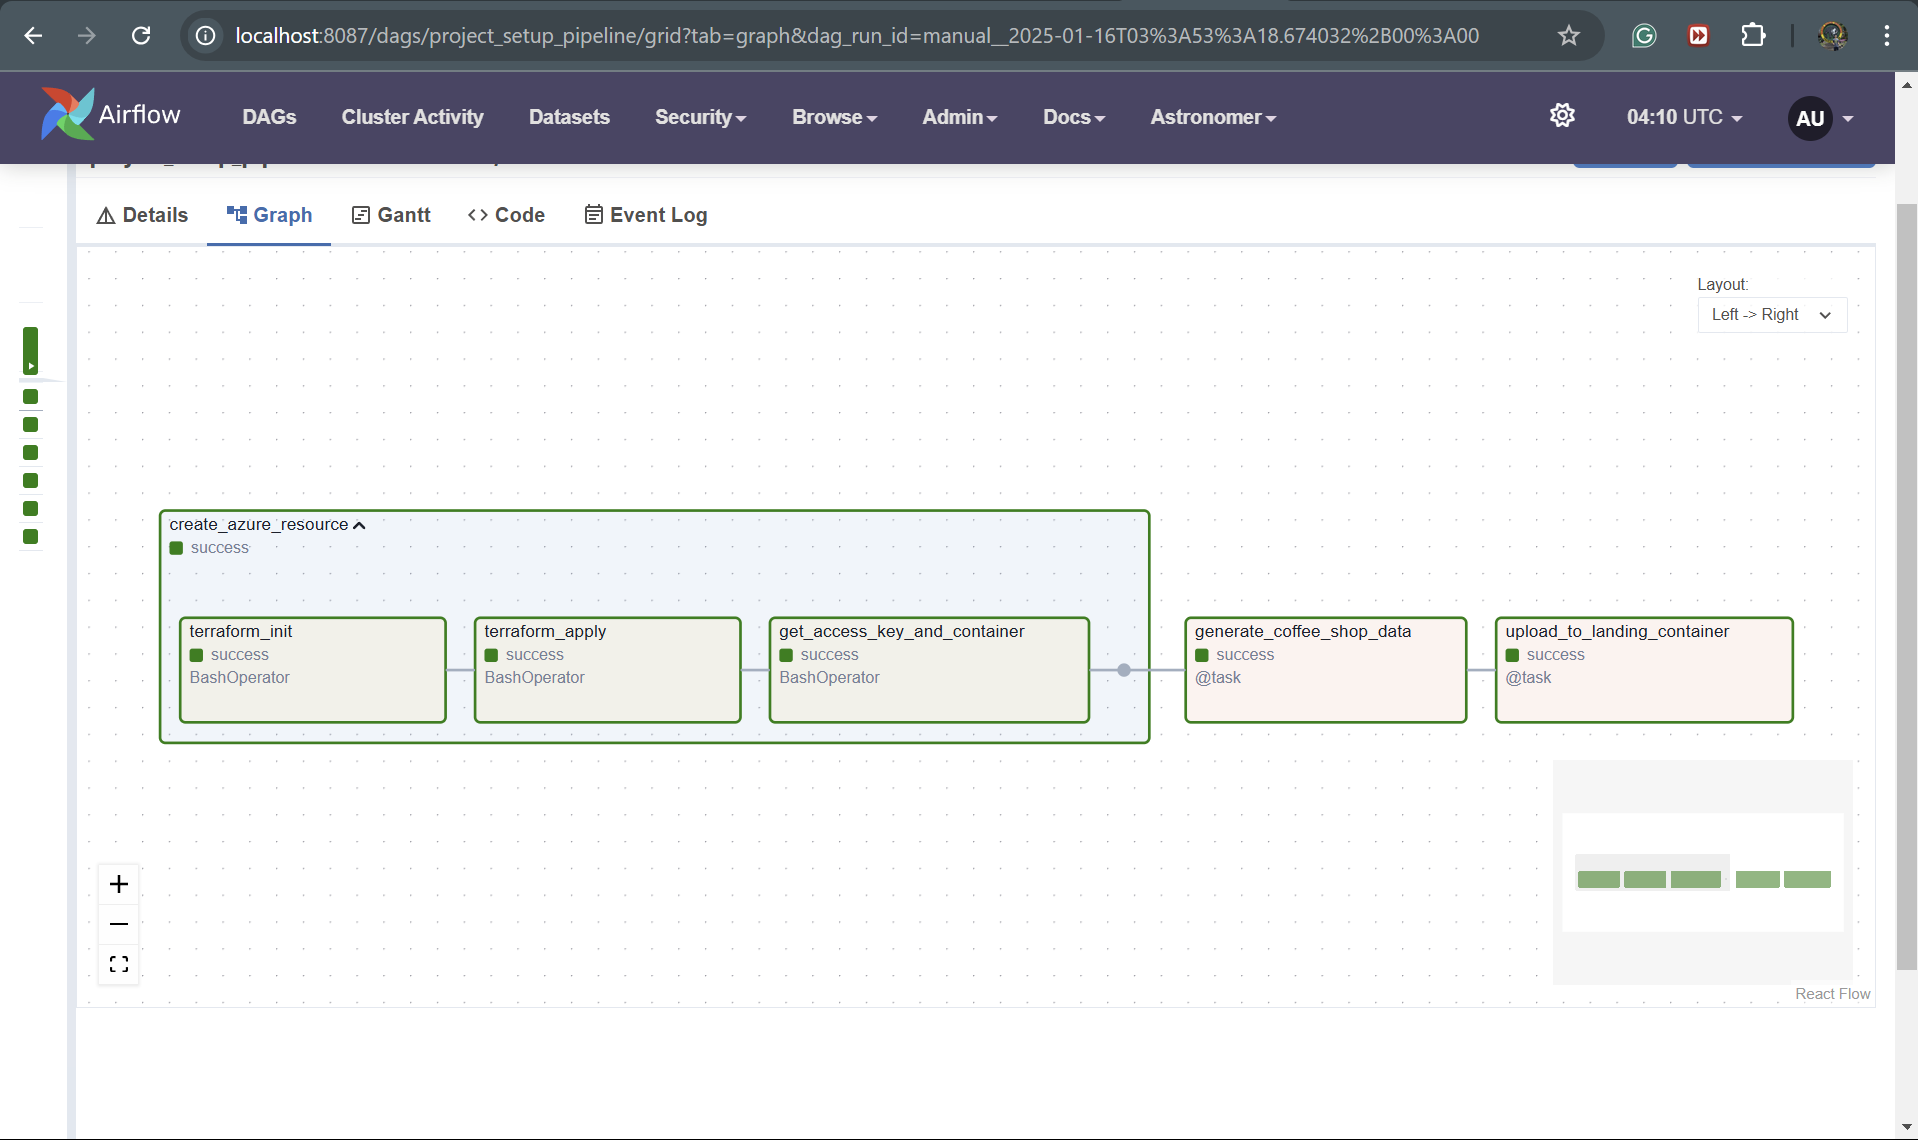 localhost:8087/dags/project_setup_pipeline/grid?tab=graph&dag_run_id=manual__2025-01-16T03%3A53%3A18.674032%2B00%3A00
Airflow DAGs Cluster Activity Datasets Security Browse Admin Docs Astronomer 04:10 UTC AU
Details Graph Gantt <> Code Event Log
Layout:
Left -> Right
create_azure_resource
success
terraform_init
success
BashOperator
terraform_apply
success
BashOperator
get_access_key_and_container
success
BashOperator
generate_coffee_shop_data
success
@task
upload_to_landing_container
success
@task
React Flow